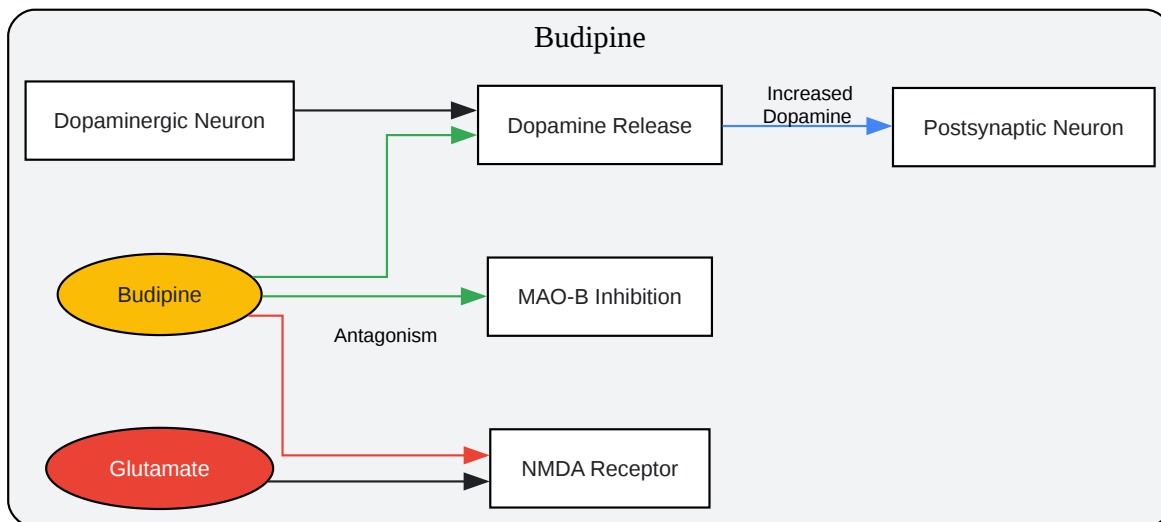 Budipine
Dopaminergic Neuron
Dopamine Release
Increased
Dopamine
Postsynaptic Neuron
Budipine
MAO-B Inhibition
Antagonism
Glutamate
NMDA Receptor